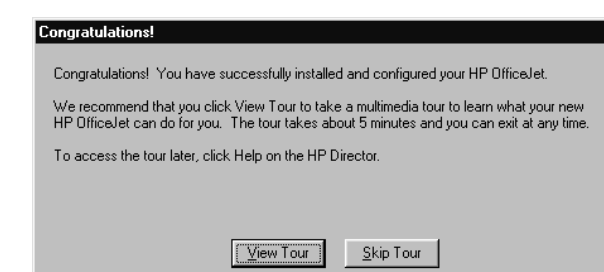 Congratulations!
Congratulations!  You have successfully installed and configured your HP OfficeJet.
We recommend that you click View Tour to take a multimedia tour to learn what your new
HP OfficeJet can do for you.  The tour takes about 5 minutes and you can exit at any time.
To access the tour later, click Help on the HP Director.
View Tour
Skip Tour